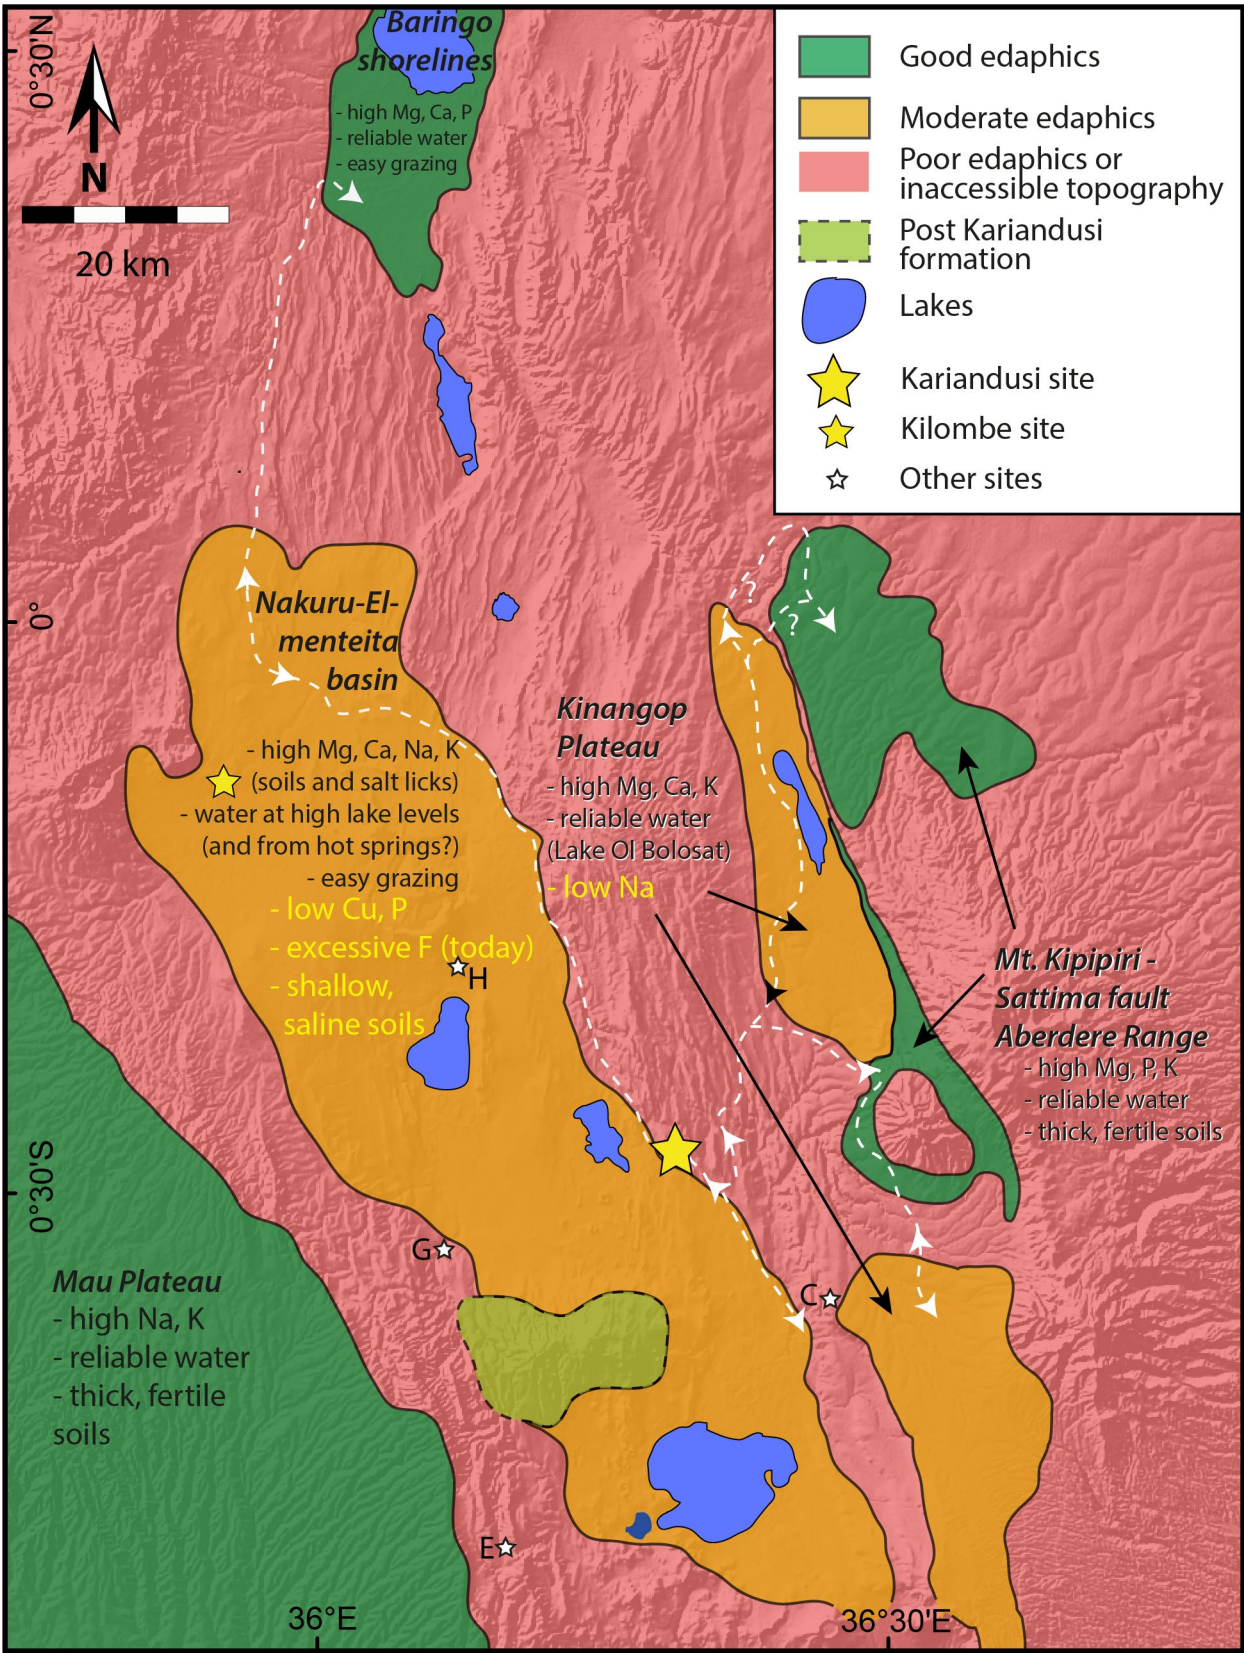 Baringo
shorelines
- high Mg, Ca, P
- reliable water
- easy grazing
0°30'N
N
20 km
Good edaphics
Moderate edaphics
Poor edaphics or
inaccessible topography
Post Kariandusi
formation
Lakes
Kariandusi site
Kilombe site
Other sites
0°
Nakuru-El-
menteita
basin
- high Mg, Ca, Na, K
(soils and salt licks)
- water at high lake levels
(and from hot springs?)
- easy grazing
- low Cu, P
- excessive F (today)
- shallow,
saline soils
H
Kinangop
Plateau
- high Mg, Ca, K
- reliable water
(Lake Ol Bolosat)
- low Na
?
?
Mt. Kipipiri -
Sattima fault
Aberdere Range
- high Mg, P, K
- reliable water
- thick, fertile soils
0°30'S
G
C
Mau Plateau
- high Na, K
- reliable water
- thick, fertile
soils
E
36°E
36°30'E